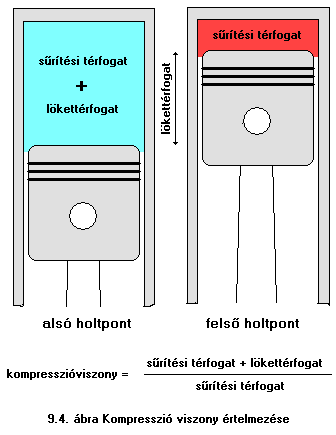 sűrítési térfogat
+
lökettérfogat
sűrítési térfogat
lökettérfogat
alsó holtpont
felső holtpont
kompresszióviszony =
sűrítési térfogat + lökettérfogat
sűrítési térfogat
9.4. ábra Kompresszió viszony értelmezése